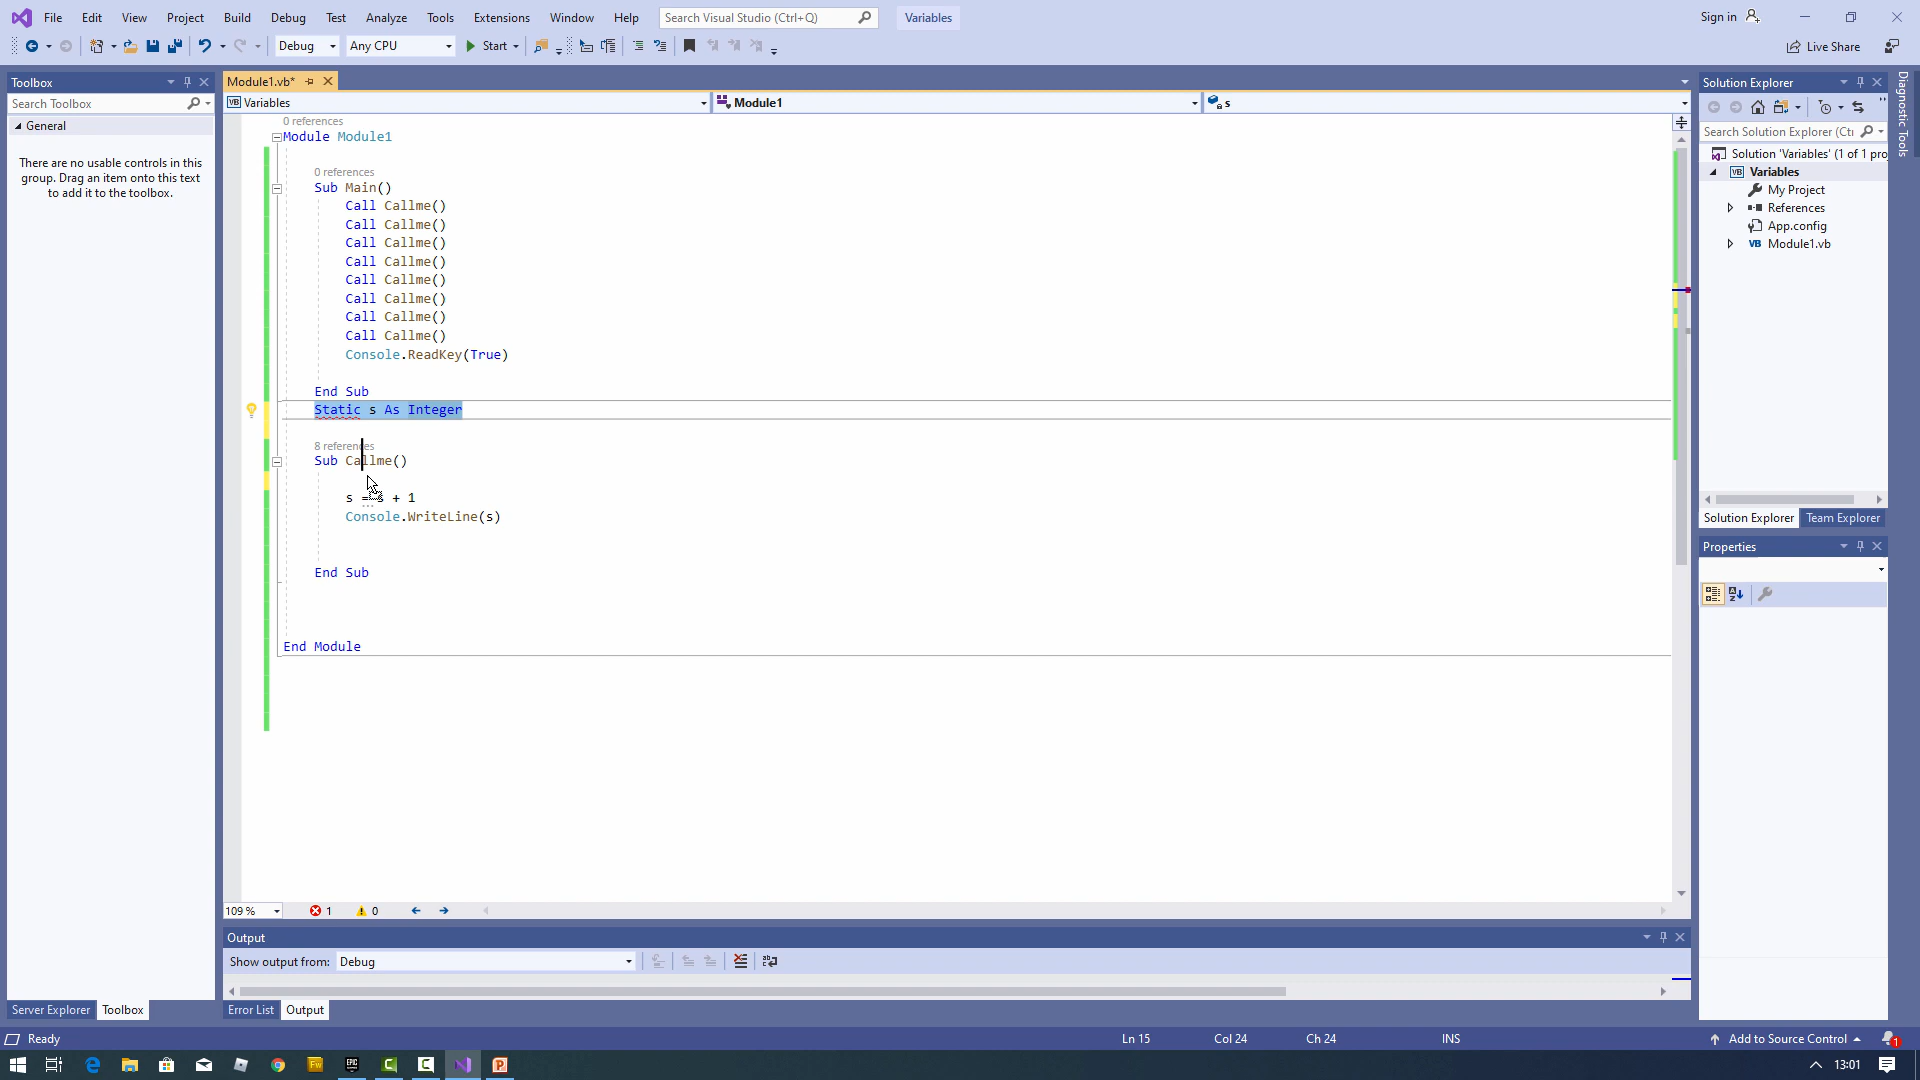 File Edit View Project Build Debug Test Analyze Tools Extensions Window Help Search Visual Studio (Ctrl+Q) Variables Sign in
Debug Any CPU Start Live Share
Toolbox
Search Toolbox
General
There are no usable controls in this
group. Drag an item onto this text
to add it to the toolbox.
Server Explorer Toolbox
Module1.vb*
VB Variables Module1 s
0 references
Module Module1
0 references
Sub Main()
Call Callme()
Call Callme()
Call Callme()
Call Callme()
Call Callme()
Call Callme()
Call Callme()
Call Callme()
Console.ReadKey(True)
End Sub
Static s As Integer
8 references
Sub Callme()
s = s + 1
Console.WriteLine(s)
End Sub
End Module
109 % 1 0
Output
Show output from: Debug
Error List Output
Solution Explorer
Search Solution Explorer (Ctr
Solution 'Variables' (1 of 1 pro
VB Variables
My Project
References
App.config
VB Module1.vb
Solution Explorer Team Explorer
Properties
Diagnostic Tools
Ready Ln 15 Col 24 Ch 24 INS Add to Source Control 1
Fw EPIC 13:01